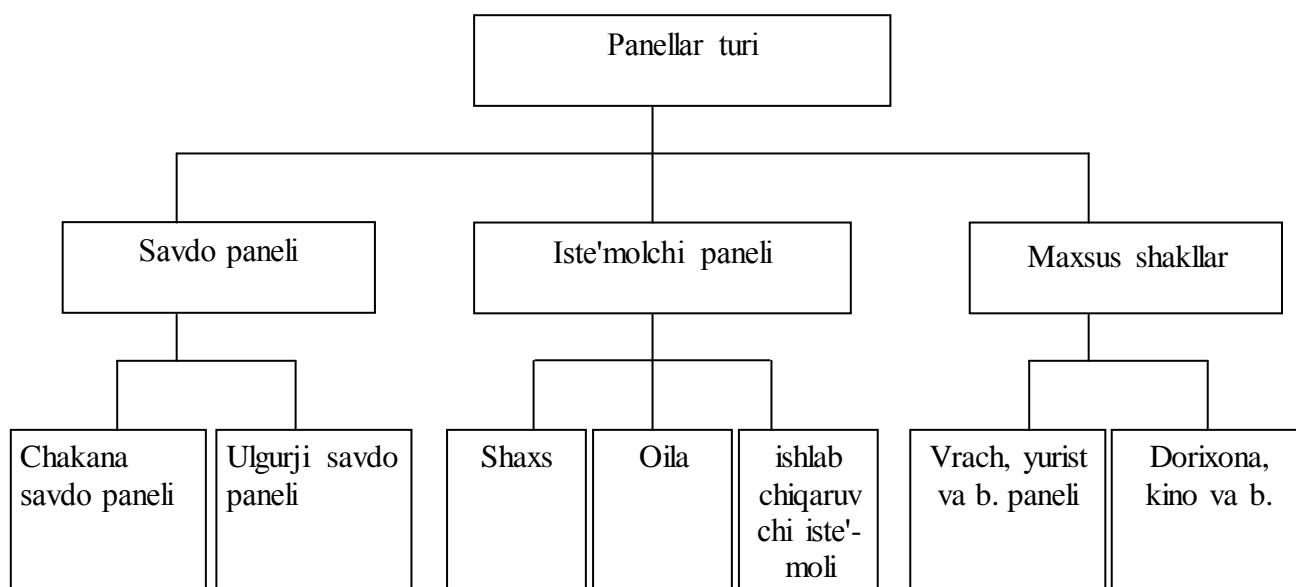 Panellar turi
Savdo paneli
Iste'molchi paneli
Maxsus shakllar
Chakana
savdo paneli
Ulgurji savdo
paneli
Shaxs
Oila
ishlab
chiqaruv
chi iste'-
moli
Vrach, yurist
va b. paneli
Dorixona,
kino va b.